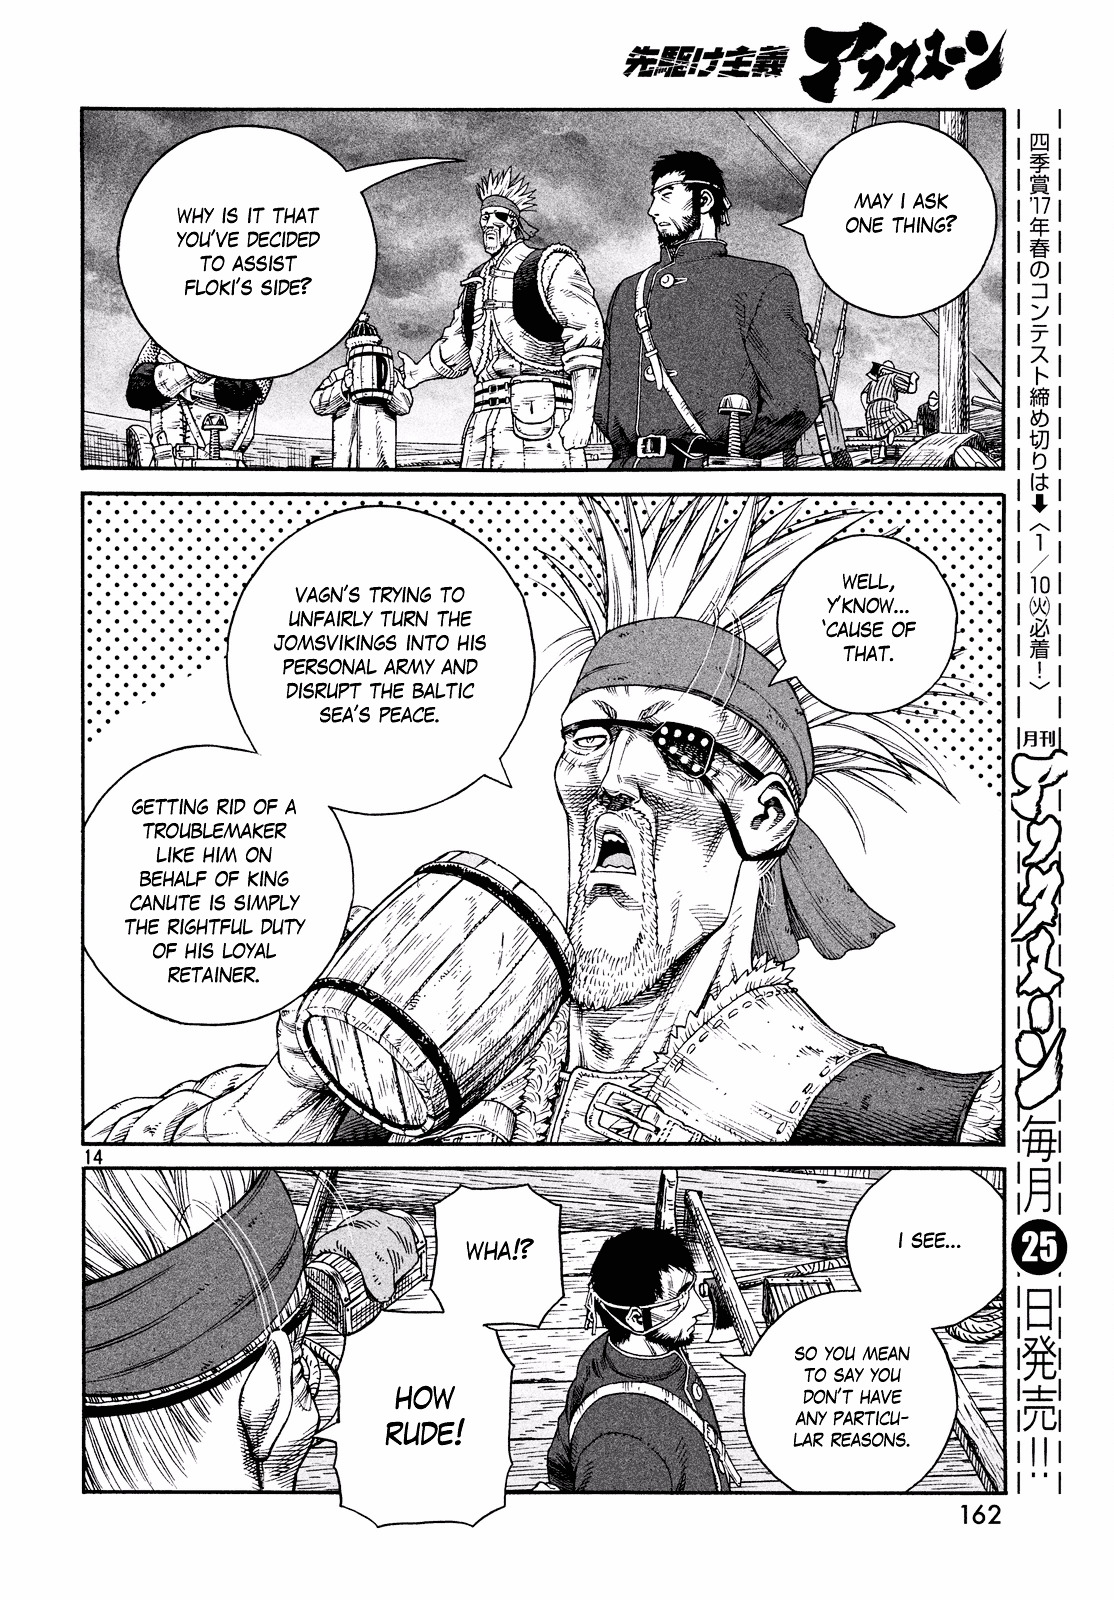 先駆け主義 アフタヌーン
MAY I ASK
ONE THING?
WHY IS IT THAT
YOU'VE DECIDED
TO ASSIST
FLOKI'S SIDE?
WELL,
Y'KNOW...
'CAUSE OF
THAT.
VAGN'S TRYING TO
UNFAIRLY TURN THE
JOMSVIKINGS INTO HIS
PERSONAL ARMY AND
DISRUPT THE BALTIC
SEA'S PEACE.
GETTING RID OF A
TROUBLEMAKER
LIKE HIM ON
BEHALF OF KING
CANUTE IS SIMPLY
THE RIGHTFUL DUTY
OF HIS LOYAL
RETAINER.
14
I SEE...
SO YOU MEAN
TO SAY YOU
DON'T HAVE
ANY PARTICU-
LAR REASONS.
WHA!?
HOW
RUDE!
四季賞'17年春のコンテスト締め切りは➡〈1/10㊋必着!〉
月刊アフタヌーン毎月25日発売!!!
162